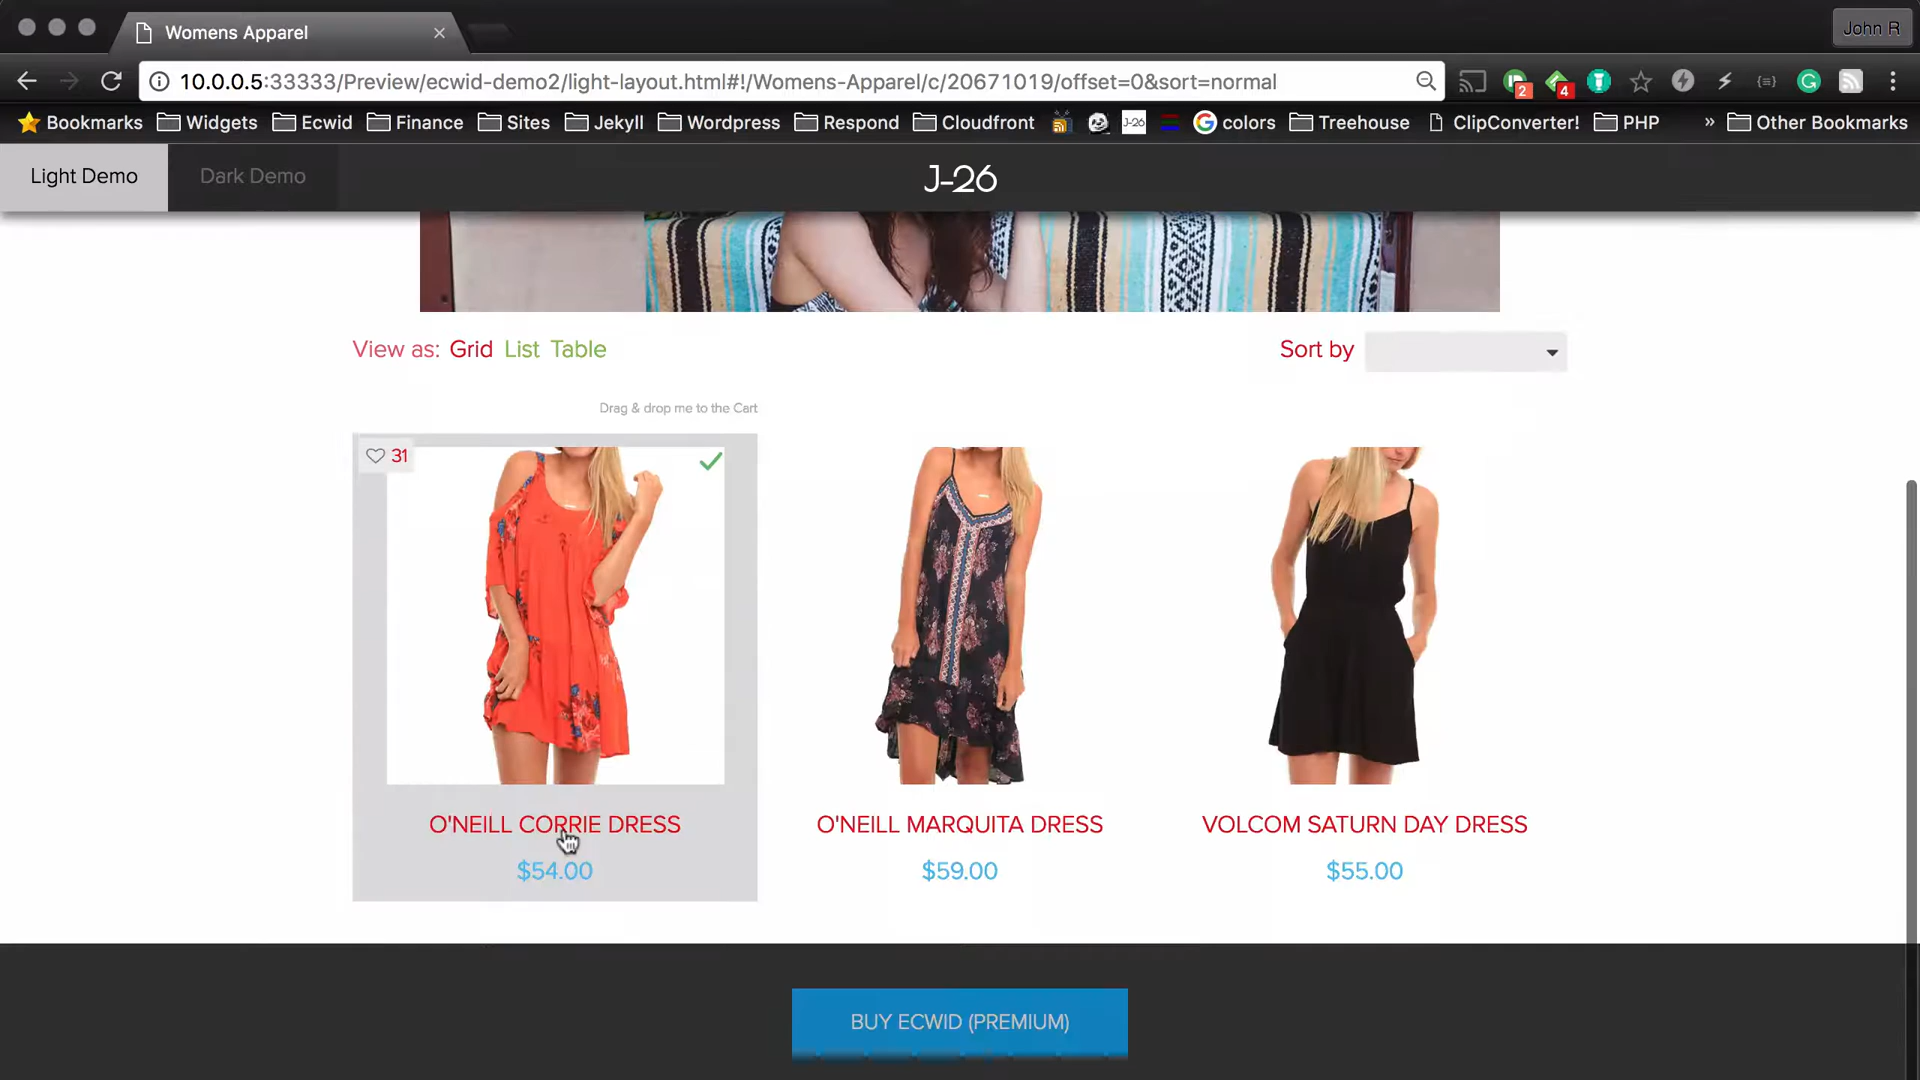 Womens Apparel
John R
10.0.0.5:33333/Preview/ecwid-demo2/light-layout.html#!/Womens-Apparel/c/20671019/offset=0&sort=normal
2
4
Bookmarks Widgets Ecwid Finance Sites Jekyll Wordpress Respond Cloudfront J-26 colors Treehouse ClipConverter! PHP » Other Bookmarks
Light Demo Dark Demo J-26
View as: Grid List Table Sort by
Drag & drop me to the Cart
31
O'NEILL CORRIE DRESS O'NEILL MARQUITA DRESS VOLCOM SATURN DAY DRESS
$54.00 $59.00 $55.00
BUY ECWID (PREMIUM)